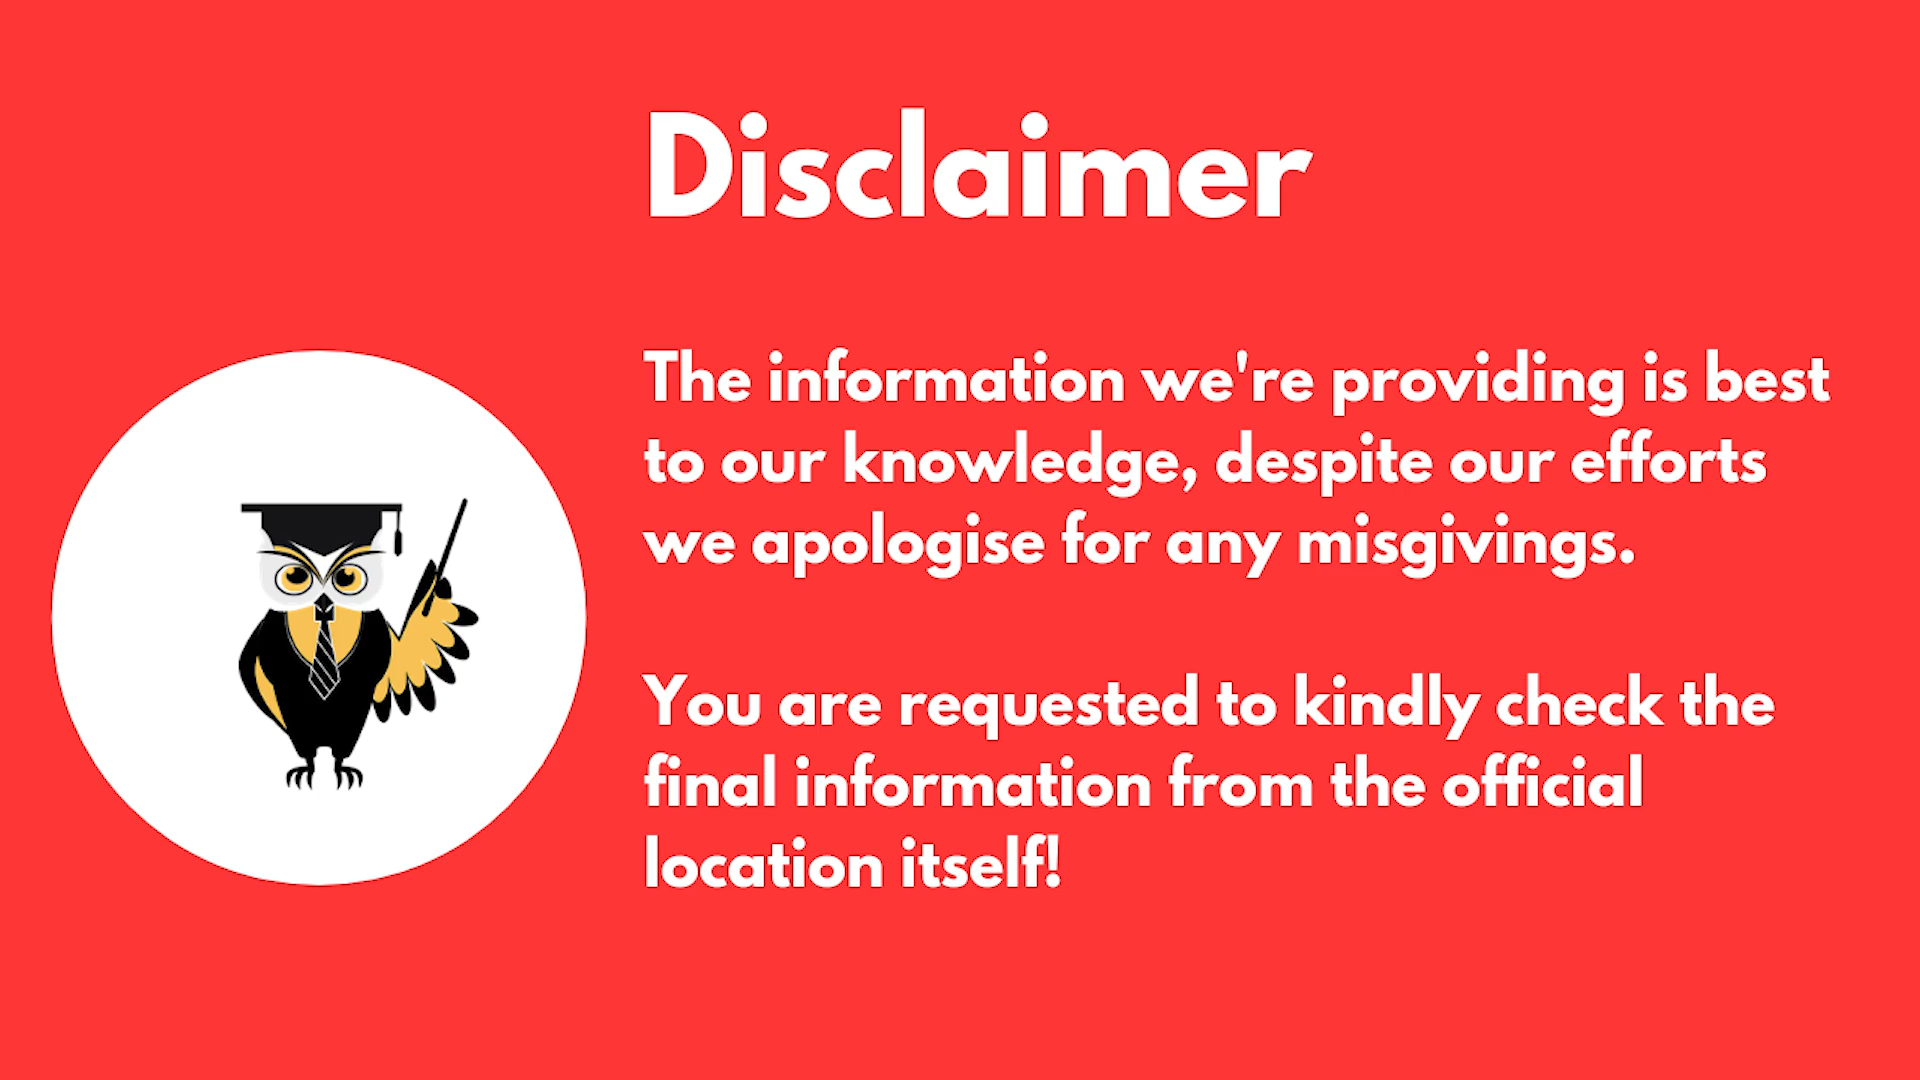 Disclaimer
The information we're providing is best
to our knowledge, despite our efforts
we apologise for any misgivings.
You are requested to kindly check the
final information from the official
location itself!